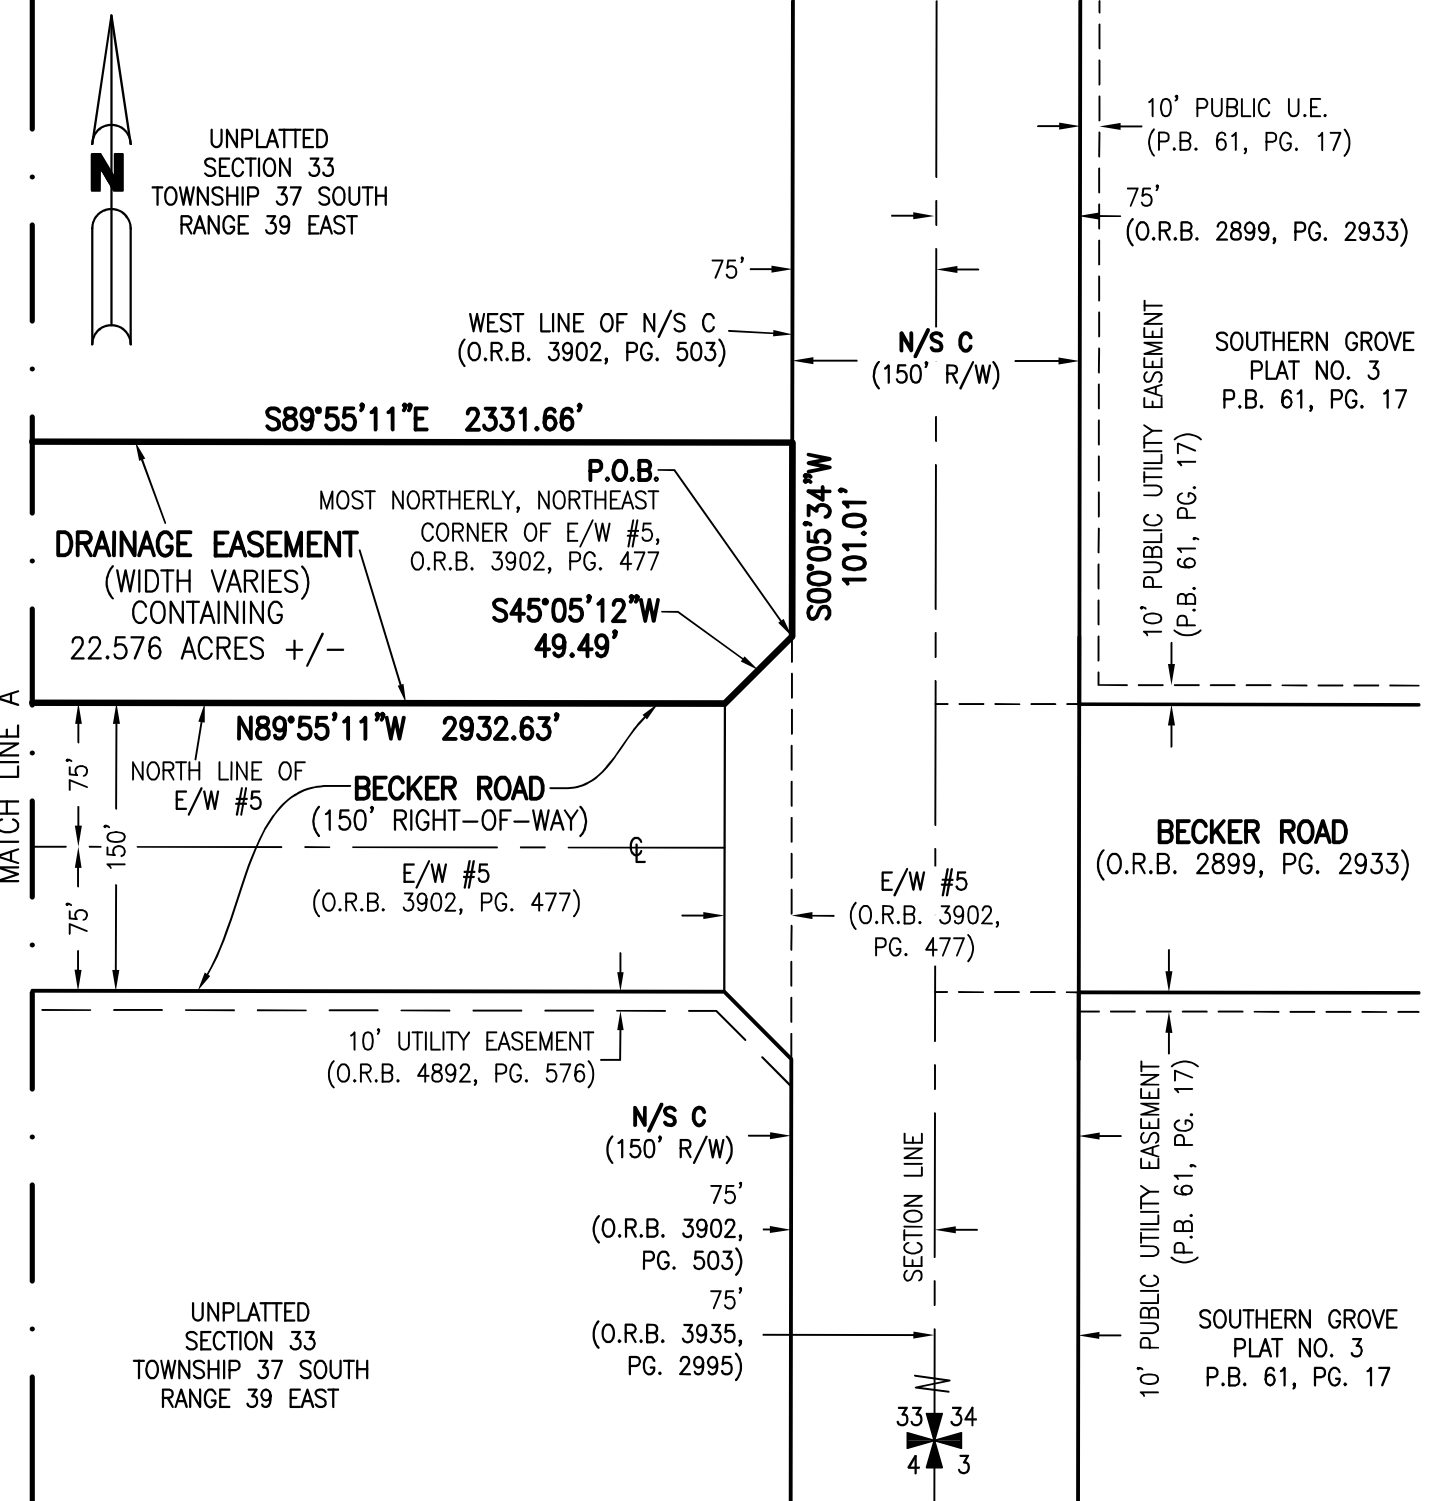 N
UNPLATTED
SECTION 33
TOWNSHIP 37 SOUTH
RANGE 39 EAST
10' PUBLIC U.E.
(P.B. 61, PG. 17)
75'
(O.R.B. 2899, PG. 2933)
75'
WEST LINE OF N/S C
(O.R.B. 3902, PG. 503)
N/S C
(150' R/W)
10' PUBLIC UTILITY EASEMENT
(P.B. 61, PG. 17)
SOUTHERN GROVE
PLAT NO. 3
P.B. 61, PG. 17
S89°55'11"E 2331.66'
P.O.B.
MOST NORTHERLY, NORTHEAST
CORNER OF E/W #5,
O.R.B. 3902, PG. 477
S00°05'34"W
101.01'
DRAINAGE EASEMENT
(WIDTH VARIES)
CONTAINING
22.576 ACRES +/-
S45°05'12"W
49.49'
MATCH LINE A
N89°55'11"W 2932.63'
75'
NORTH LINE OF
E/W #5
BECKER ROAD
(150' RIGHT-OF-WAY)
150'
℄
E/W #5
(O.R.B. 3902, PG. 477)
75'
E/W #5
(O.R.B. 3902,
PG. 477)
BECKER ROAD
(O.R.B. 2899, PG. 2933)
10' UTILITY EASEMENT
(O.R.B. 4892, PG. 576)
N/S C
(150' R/W)
75'
(O.R.B. 3902,
PG. 503)
75'
(O.R.B. 3935,
PG. 2995)
SECTION LINE
10' PUBLIC UTILITY EASEMENT
(P.B. 61, PG. 17)
UNPLATTED
SECTION 33
TOWNSHIP 37 SOUTH
RANGE 39 EAST
SOUTHERN GROVE
PLAT NO. 3
P.B. 61, PG. 17
33 34
4 3